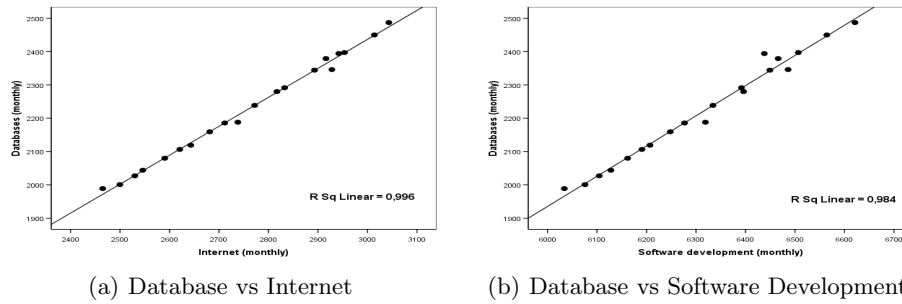 2500
2400
2300
2200
2100
2000
1900
Databases (monthly)
R Sq Linear = 0,996
2400 2500 2600 2700 2800 2900 3000 3100
Internet (monthly)
(a) Database vs Internet
2500
2400
2300
2200
2100
2000
1900
Databases (monthly)
R Sq Linear = 0,984
6000 6100 6200 6300 6400 6500 6600 6700
Software development (monthly)
(b) Database vs Software Development